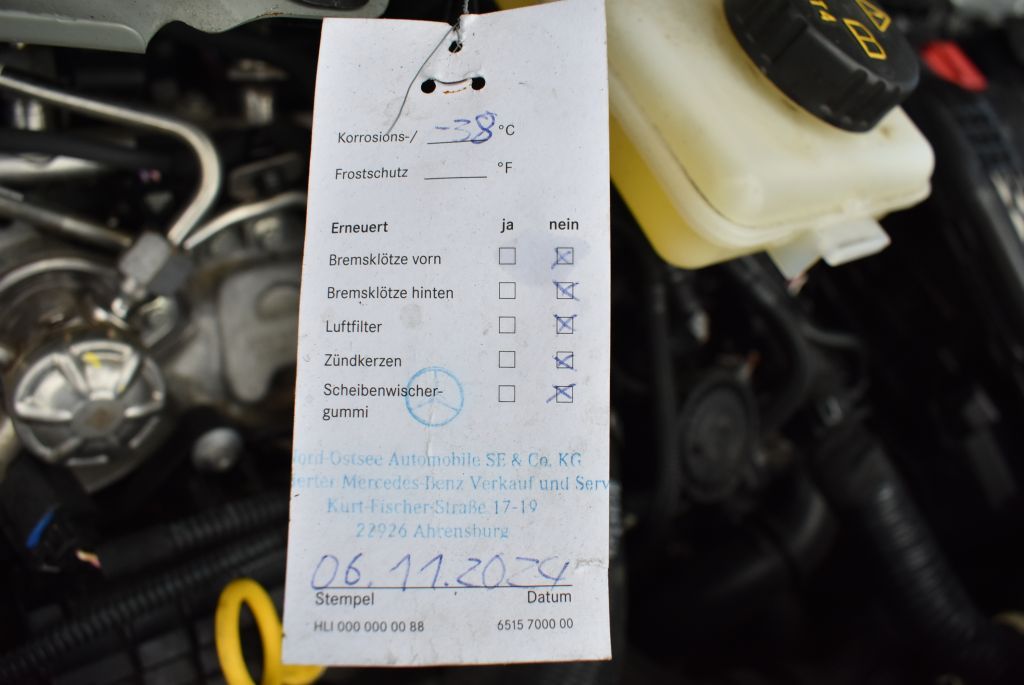 Korrosions-/ -38 °C
Frostschutz °F
Erneuert ja nein
Bremsklötze vorn
Bremsklötze hinten
Luftfilter
Zündkerzen
Scheibenwischer-
gummi
Nord-Ostsee Automobile SE & Co. KG
Mercedes-Benz Verkauf und Serv
Kurt-Fischer-Straße 17-19
22926 Ahrensburg
06.11.2024
Stempel Datum
HLI 000 000 00 88 6515 7000 00